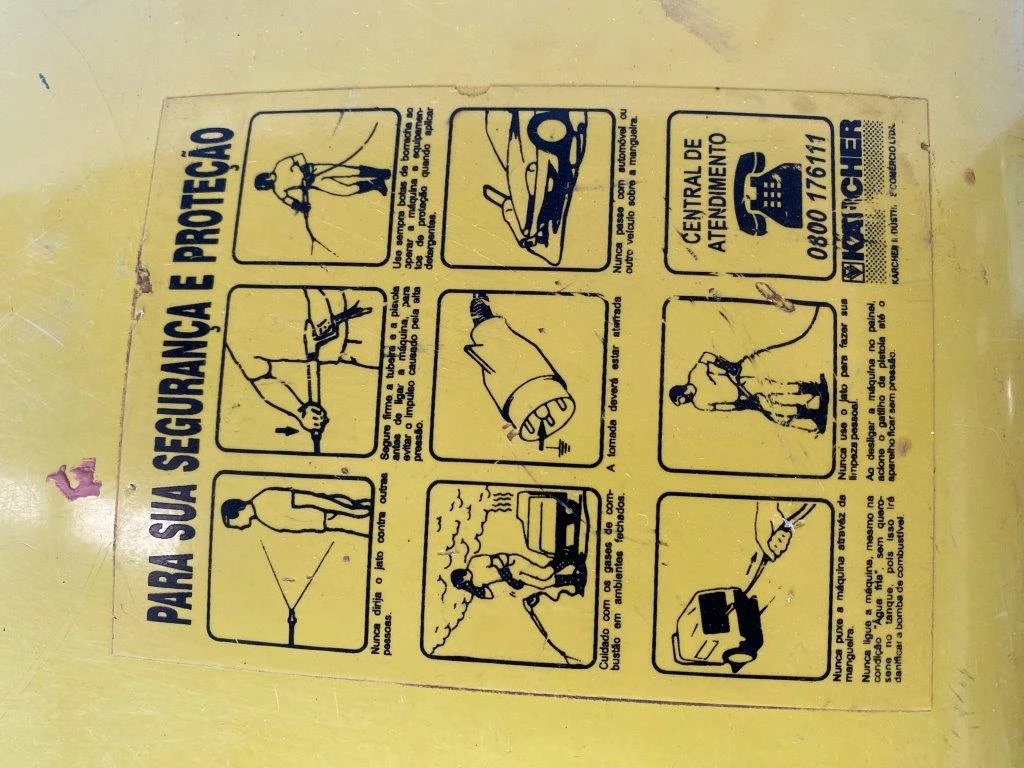 PARA SUA SEGURANÇA E PROTEÇÃO
Nunca dirija o jato contra outras
pessoas.
Segure firme a tubeira e a pistola
antes de ligar a máquina, para
evitar o impulso causado pela alta
pressão.
Use sempra botas de borracha ao
operar a máquina e equipamen-
tos de proteção quando aplicar
detergentes.
Cuidado com os gases de com-
bustão em ambientes fechados.
A tomada deverá estar aterrada
Nunca passe com automóvel ou
outro veículo sobre a mangueira.
Nunca puxe a máquina atravéz da
mangueira.
Nunca ligue a máquina, mesmo na
condição "Água fria", sem quero-
sene no tanque, pois isso irá
danificar a bomba de combustível
Nunca use o jato para fazer sua
limpeza pessoal.
Ao desligar a máquina no painel,
acione o gatilho da pistola até o
aparelho ficar sem pressão.
CENTRAL DE
ATENDIMENTO
0800 176111
KÄRCHER
KÄRCHER INDÚSTRIA E COMÉRCIO LTDA.